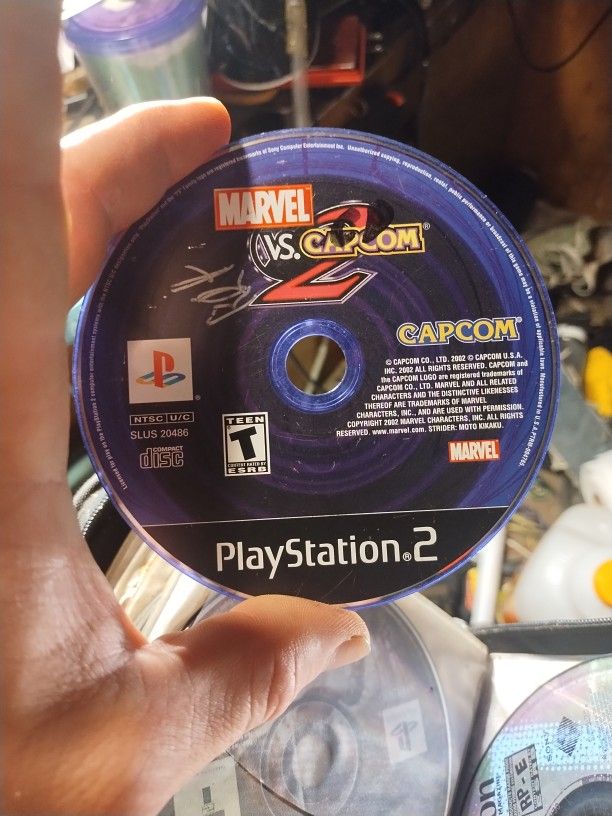 MARVEL®
VS. CAPCOM®
2
CAPCOM®
© CAPCOM CO., LTD. 2002 © CAPCOM U.S.A.
INC. 2002 ALL RIGHTS RESERVED. CAPCOM and
the CAPCOM LOGO are registered trademarks of
CAPCOM CO., LTD. MARVEL AND ALL RELATED
CHARACTERS AND THE DISTINCTIVE LIKENESSES
THEREOF ARE TRADEMARKS OF MARVEL
CHARACTERS, INC., AND ARE USED WITH PERMISSION.
COPYRIGHT 2002 MARVEL CHARACTERS, INC. ALL RIGHTS
RESERVED. www.marvel.com. STRIDER: MOTO KIKAKU.
MARVEL
NTSC U/C
SLUS 20486
COMPACT
disc
TEEN
T
CONTENT RATED BY
ESRB
PlayStation®2
RP-E
MAGAZINE